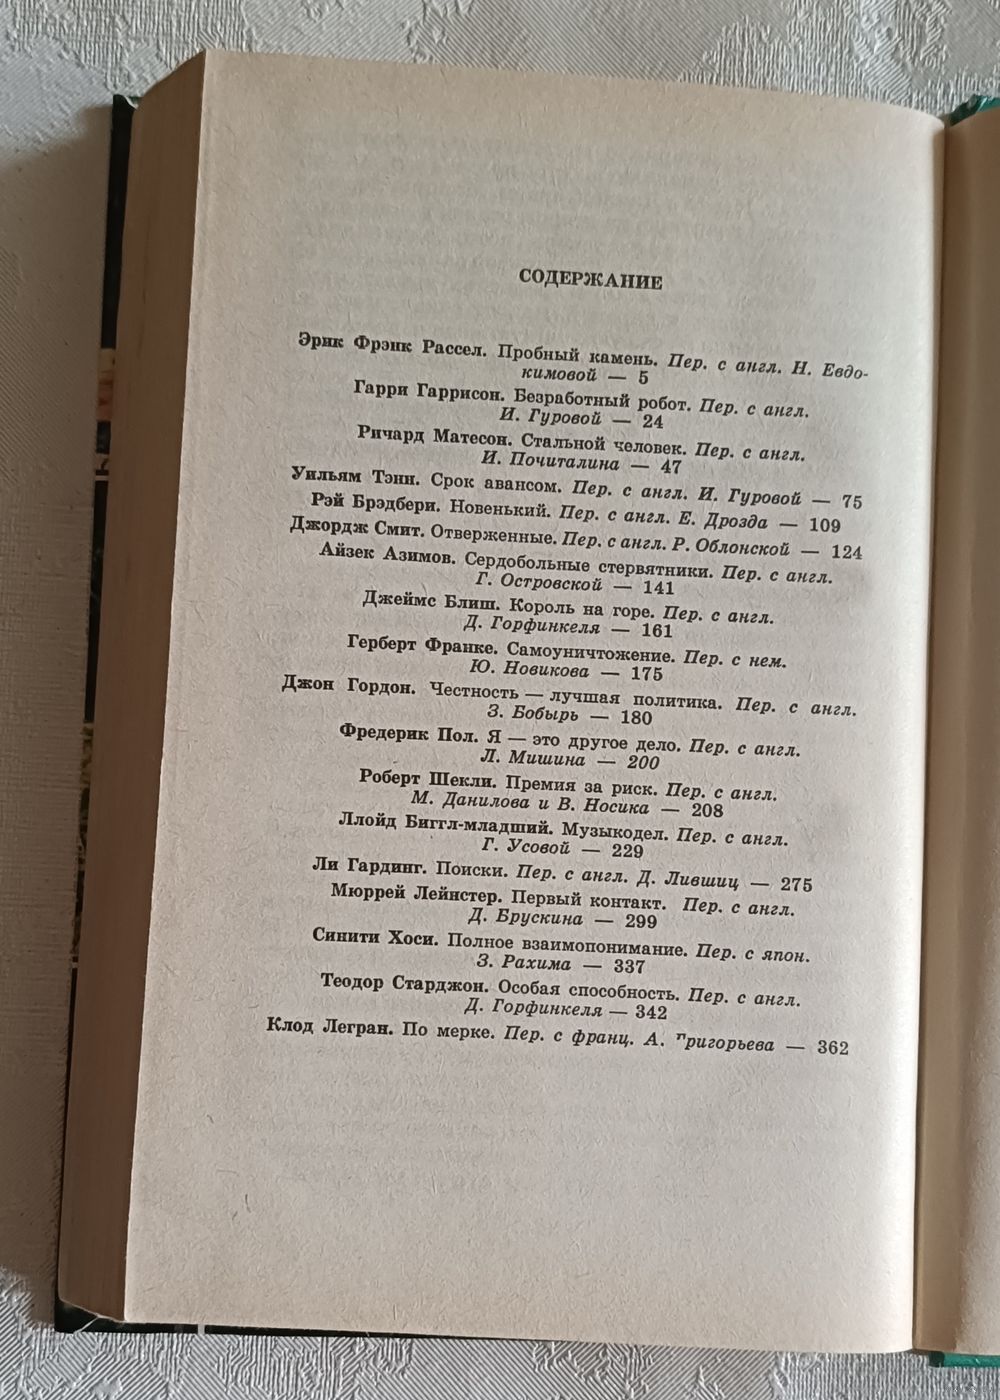 СОДЕРЖАНИЕ
Эрик Фрэнк Рассел. Пробный камень. Пер. с англ. Н. Евдо-
кимовой — 5
Гарри Гаррисон. Безработный робот. Пер. с англ.
И. Гуровой — 24
Ричард Матесон. Стальной человек. Пер. с англ.
И. Почиталина — 47
Уильям Тэнн. Срок авансом. Пер. с англ. И. Гуровой — 75
Рэй Брэдбери. Новенький. Пер. с англ. Е. Дрозда — 109
Джордж Смит. Отверженные. Пер. с англ. Р. Облонской — 124
Айзек Азимов. Сердобольные стервятники. Пер. с англ.
Г. Островской — 141
Джеймс Блиш. Король на горе. Пер. с англ.
Д. Горфинкеля — 161
Герберт Франке. Самоуничтожение. Пер. с нем.
Ю. Новикова — 175
Джон Гордон. Честность — лучшая политика. Пер. с англ.
З. Бобырь — 180
Фредерик Пол. Я — это другое дело. Пер. с англ.
Л. Мишина — 200
Роберт Шекли. Премия за риск. Пер. с англ.
М. Данилова и В. Носика — 208
Ллойд Биггл-младший. Музыкодел. Пер. с англ.
Г. Усовой — 229
Ли Гардинг. Поиски. Пер. с англ. Д. Лившиц — 275
Мюррей Лейнстер. Первый контакт. Пер. с англ.
Д. Брускина — 299
Синити Хоси. Полное взаимопонимание. Пер. с япон.
З. Рахима — 337
Теодор Старджон. Особая способность. Пер. с англ.
Д. Горфинкеля — 342
Клод Легран. По мерке. Пер. с франц. А. Григорьева — 362